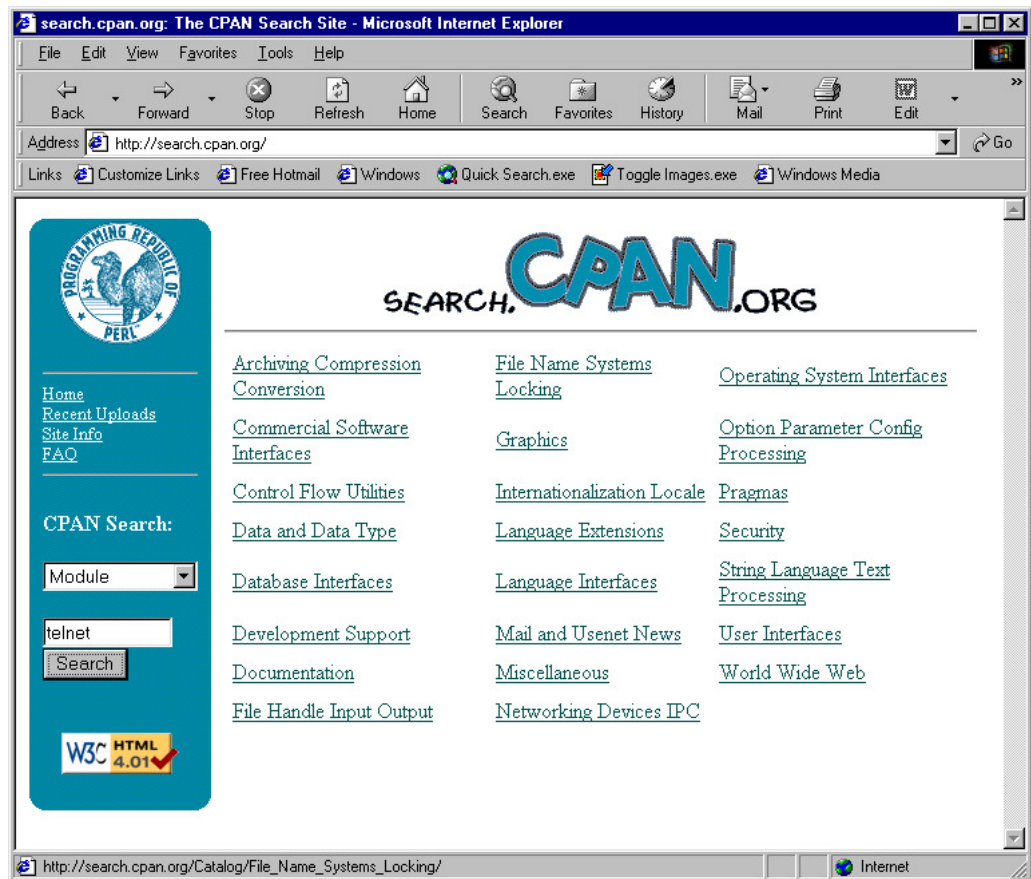 search.cpan.org: The CPAN Search Site - Microsoft Internet Explorer
File Edit View Favorites Tools Help
Back Forward Stop Refresh Home Search Favorites History Mail Print Edit »
Address http://search.cpan.org/ Go
Links Customize Links Free Hotmail Windows Quick Search.exe Toggle Images.exe Windows Media
PROGRAMMING REPUBLIC OF PERL™
SEARCH.CPAN.ORG
Home
Recent Uploads
Site Info
FAQ
CPAN Search:
Module
telnet
Search
W3C HTML 4.01
Archiving Compression
Conversion
File Name Systems
Locking
Operating System Interfaces
Commercial Software
Interfaces
Graphics
Option Parameter Config
Processing
Control Flow Utilities
Internationalization Locale
Pragmas
Data and Data Type
Language Extensions
Security
Database Interfaces
Language Interfaces
String Language Text
Processing
Development Support
Mail and Usenet News
User Interfaces
Documentation
Miscellaneous
World Wide Web
File Handle Input Output
Networking Devices IPC
http://search.cpan.org/Catalog/File_Name_Systems_Locking/ Internet